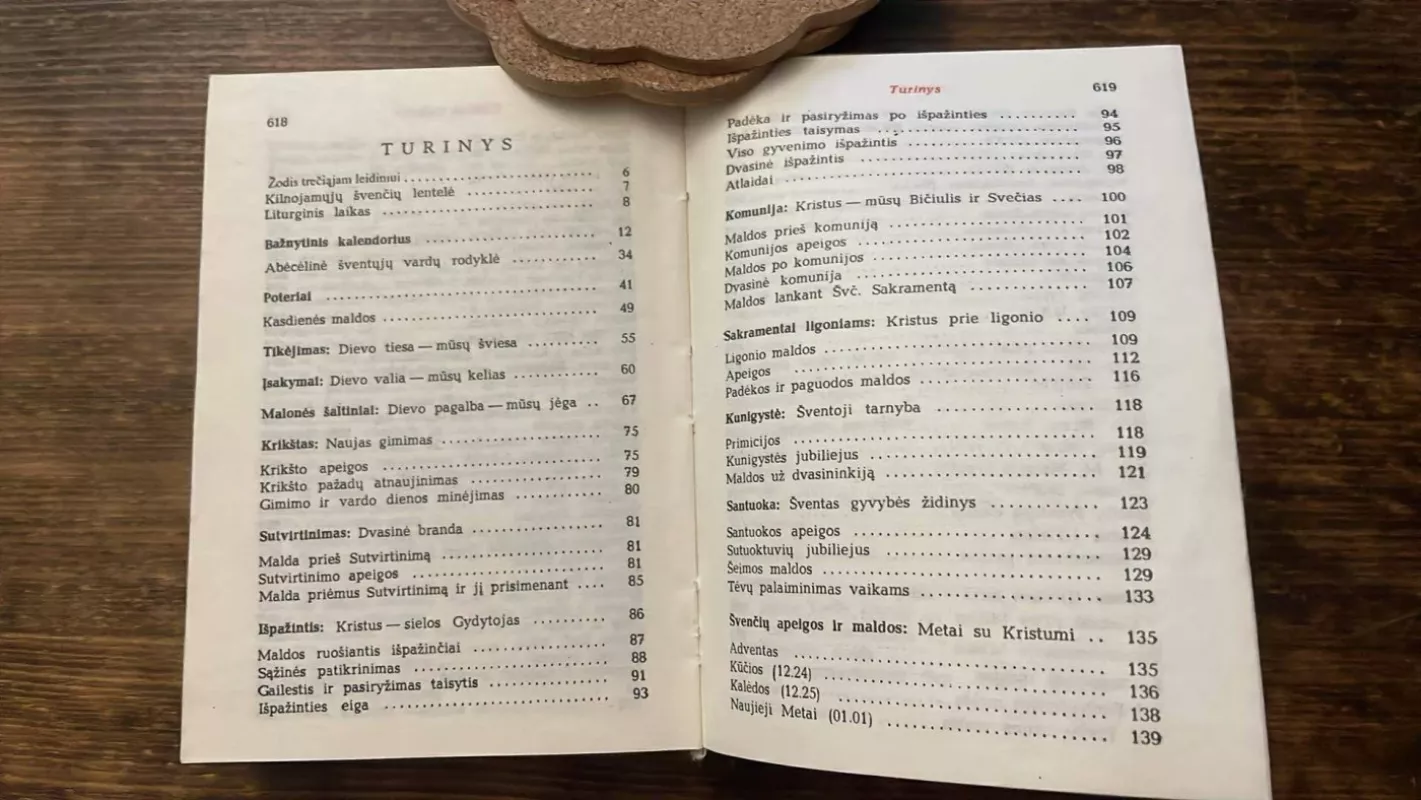 618
TURINYS
Žodis trečiajam leidiniui .......... 6
Kilnojamųjų švenčių lentelė .......... 7
Liturginis laikas .......... 8
Bažnytinis kalendorius .......... 12
Abėcėlinė šventųjų vardų rodyklė .......... 34
Poteriai .......... 41
Kasdienės maldos .......... 49
Tikėjimas: Dievo tiesa — mūsų šviesa .......... 55
Įsakymai: Dievo valia — mūsų kelias .......... 60
Malonės šaltiniai: Dievo pagalba — mūsų jėga .. 67
Krikštas: Naujas gimimas .......... 75
Krikšto apeigos .......... 75
Krikšto pažadų atnaujinimas .......... 79
Gimimo ir vardo dienos minėjimas .......... 80
Sutvirtinimas: Dvasinė branda .......... 81
Malda prieš Sutvirtinimą .......... 81
Sutvirtinimo apeigos .......... 81
Malda priėmus Sutvirtinimą ir jį prisimenant .... 85
Išpažintis: Kristus — sielos Gydytojas .......... 86
Maldos ruošiantis išpažinčiai .......... 87
Sąžinės patikrinimas .......... 88
Gailestis ir pasiryžimas taisytis .......... 91
Išpažinties eiga .......... 93
Turinys 619
Padėka ir pasiryžimas po išpažinties .......... 94
Išpažinties taisymas .......... 95
Viso gyvenimo išpažintis .......... 96
Dvasinė išpažintis .......... 97
Atlaidai .......... 98
Komunija: Kristus — mūsų Bičiulis ir Svečias .... 100
Maldos prieš komuniją .......... 101
Komunijos apeigos .......... 102
Maldos po komunijos .......... 104
Dvasinė komunija .......... 106
Maldos lankant Švč. Sakramentą .......... 107
Sakramentai ligoniams: Kristus prie ligonio .... 109
Ligonio maldos .......... 109
Apeigos .......... 112
Padėkos ir paguodos maldos .......... 116
Kunigystė: Šventoji tarnyba .......... 118
Primicijos .......... 118
Kunigystės jubiliejus .......... 119
Maldos už dvasininkiją .......... 121
Santuoka: Šventas gyvybės židinys .......... 123
Santuokos apeigos .......... 124
Sutuoktuvių jubiliejus .......... 129
Šeimos maldos .......... 129
Tėvų palaiminimas vaikams .......... 133
Švenčių apeigos ir maldos: Metai su Kristumi .. 135
Adventas .......... 135
Kūčios (12.24) .......... 136
Kalėdos (12.25) .......... 138
Naujieji Metai (01.01) .......... 139